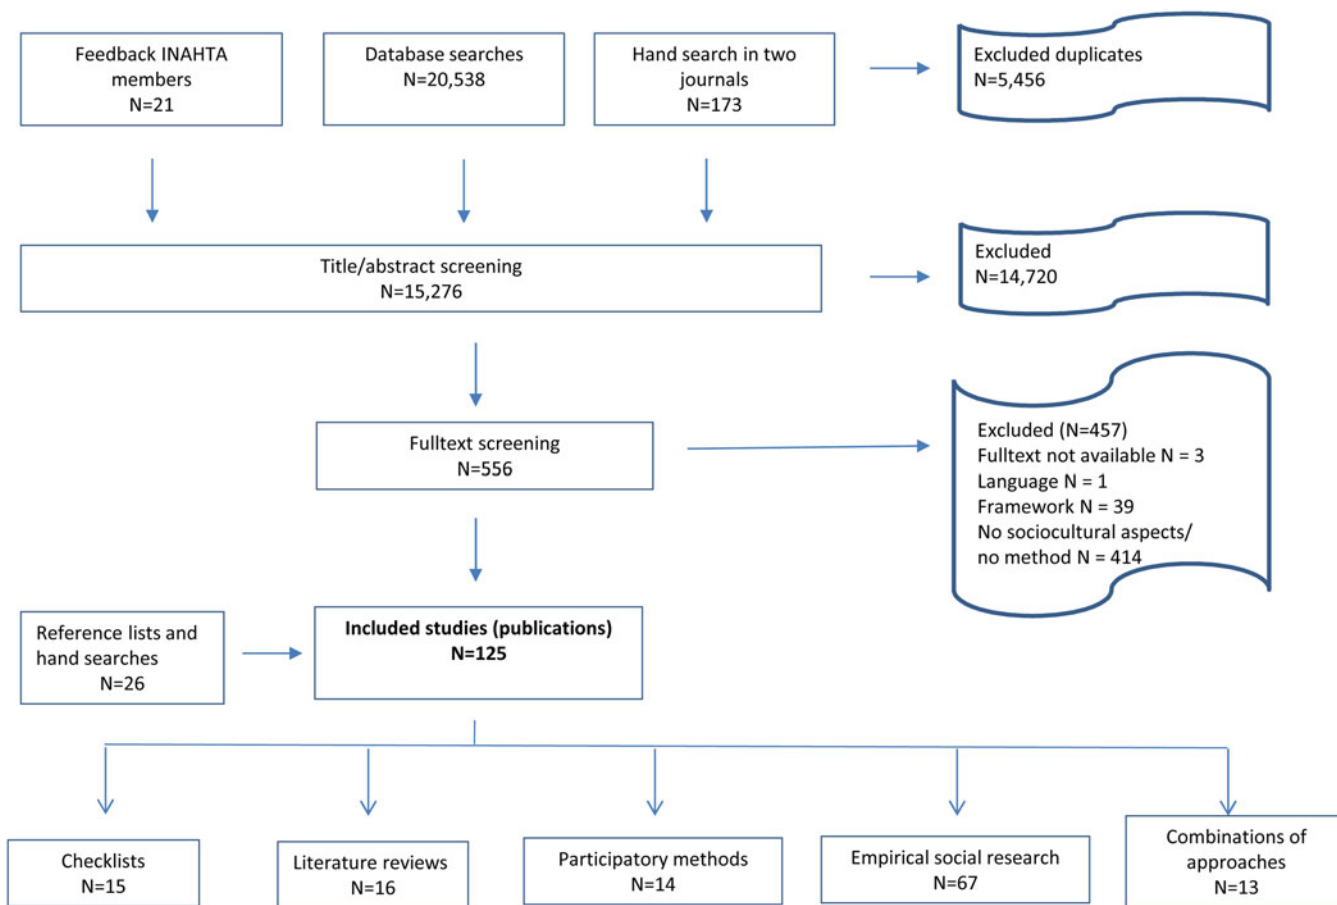 Feedback INAHTA
members
N=21
Database searches
N=20,538
Hand search in two
journals
N=173
Excluded duplicates
N=5,456
Title/abstract screening
N=15,276
Excluded
N=14,720
Fulltext screening
N=556
Excluded (N=457)
Fulltext not available N = 3
Language N = 1
Framework N = 39
No sociocultural aspects/
no method N = 414
Reference lists and
hand searches
N=26
Included studies (publications)
N=125
Checklists
N=15
Literature reviews
N=16
Participatory methods
N=14
Empirical social research
N=67
Combinations of
approaches
N=13